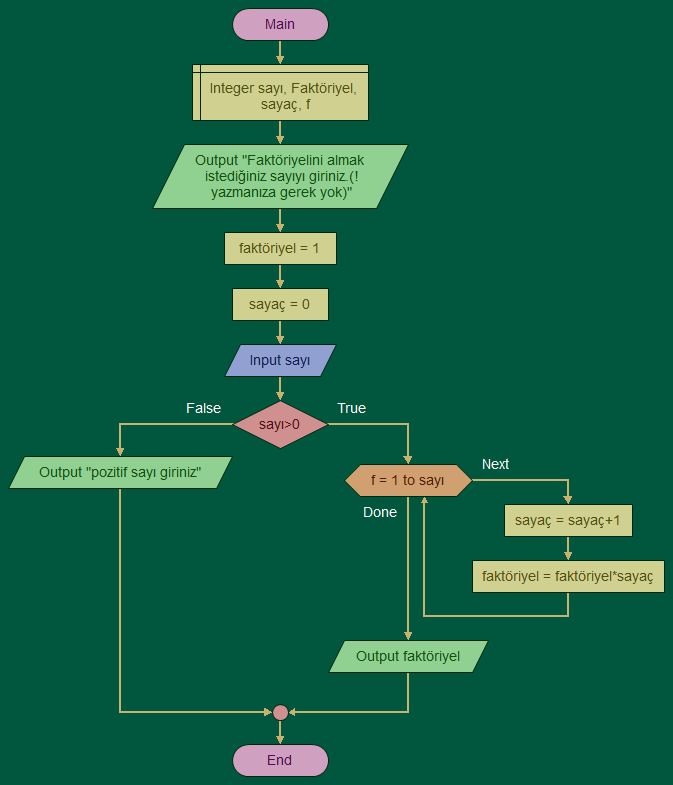 Main
Integer sayı, Faktöriyel,
sayaç, f
Output "Faktöriyelini almak
istediğiniz sayıyı giriniz.(!
yazmanıza gerek yok)"
faktöriyel = 1
sayaç = 0
Input sayı
False
True
sayı>0
Output "pozitif sayı giriniz"
f = 1 to sayı
Next
Done
sayaç = sayaç+1
faktöriyel = faktöriyel*sayaç
Output faktöriyel
End